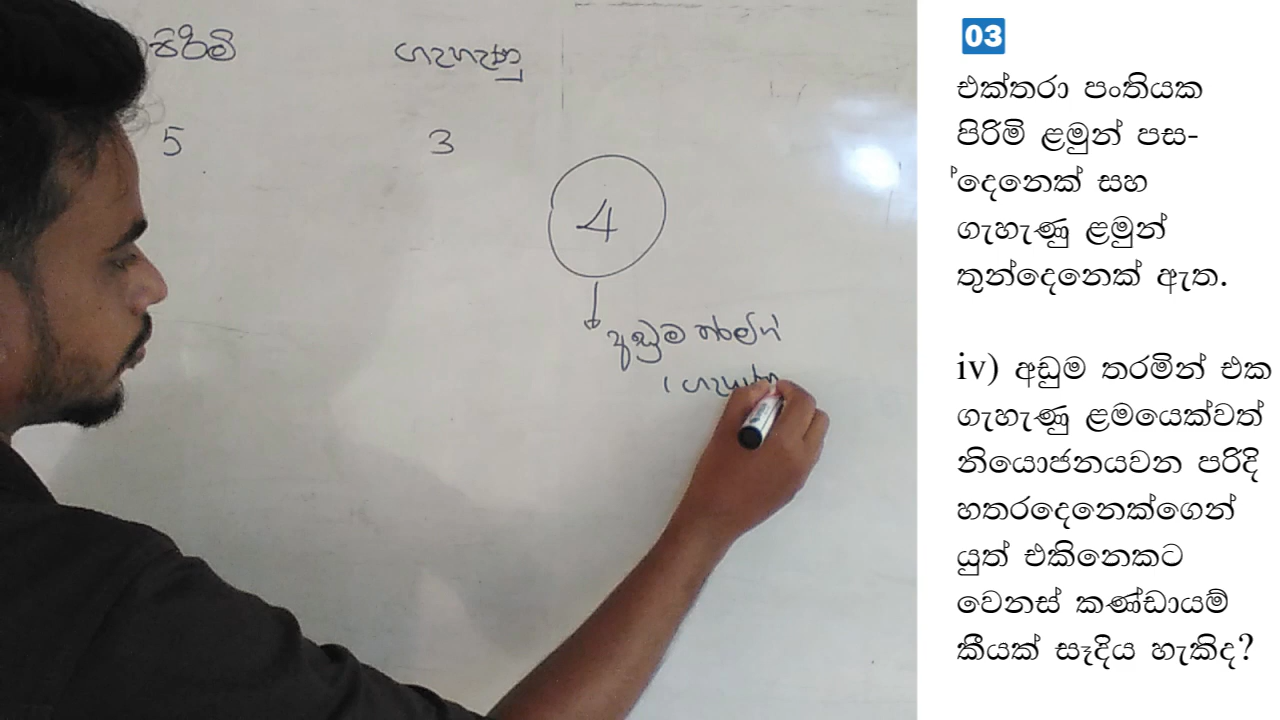 පිරිමි ගැහැණු
5 3
4
අඩුම තරමින්
1 ගැහැණු
03
එක්තරා පංතියක
පිරිමි ළමුන් පස-
්දෙනෙක් සහ
ගැහැණු ළමුන්
තුන්දෙනෙක් ඇත.
iv) අඩුම තරමින් එක
ගැහැණු ළමයෙක්වත්
නියොජනයවන පරිදි
හතරදෙනෙක්ගෙන්
යුත් එකිනෙකට
වෙනස් කණ්ඩායම්
කීයක් සෑදිය හැකිද?